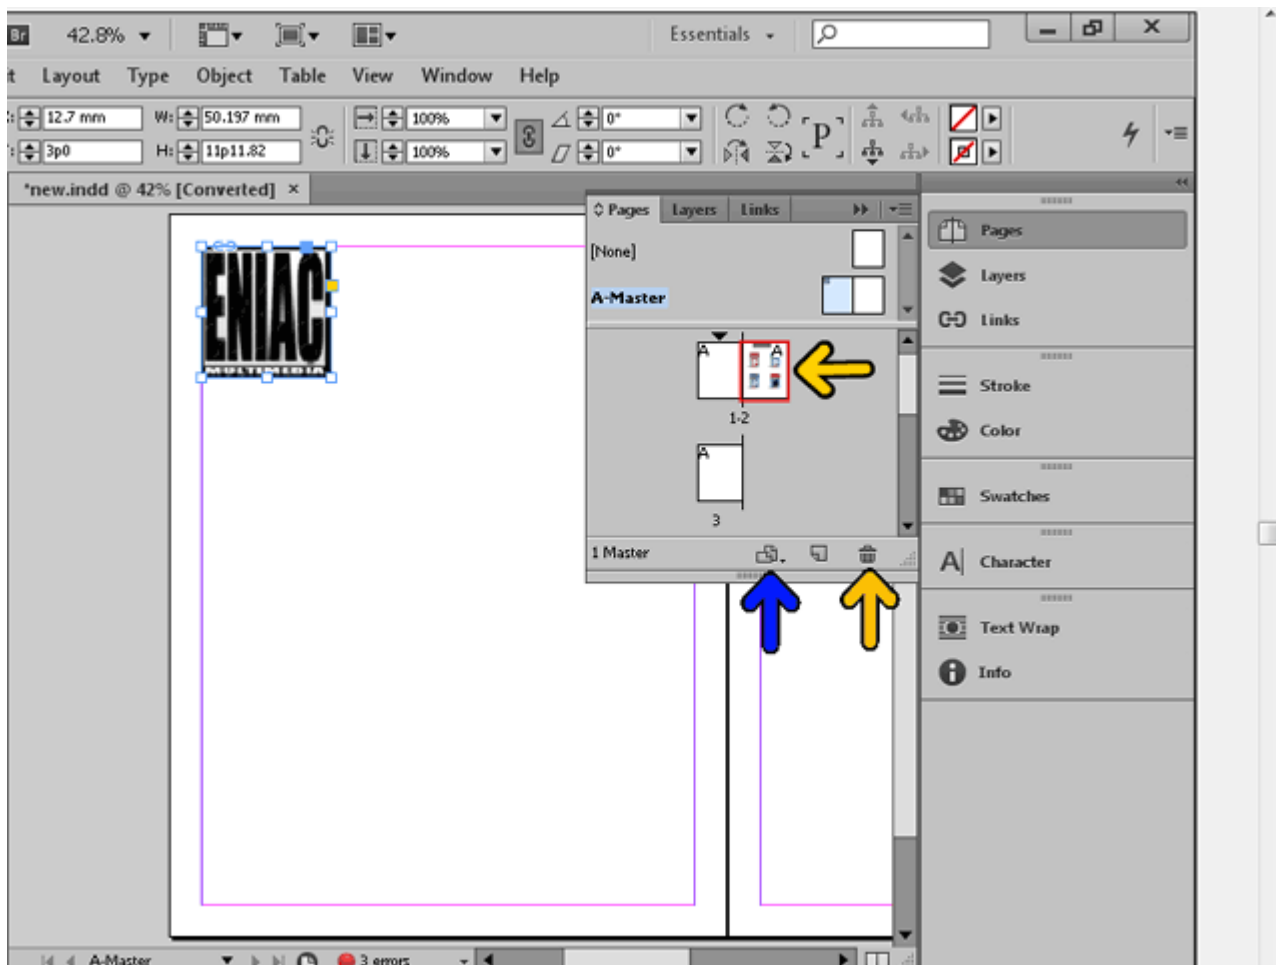 Br 42.8% Essentials
Layout Type Object Table View Window Help
12.7 mm W: 50.197 mm 100% 0°
3p0 H: 11p11.82 100% 0°
P
*new.indd @ 42% [Converted] ×
Pages Layers Links
[None]
A-Master
A A
1-2
A
3
1 Master
ENIAC
MULTIMEDIA
Pages
Layers
Links
Stroke
Color
Swatches
A Character
Text Wrap
Info
A-Master 3 errors